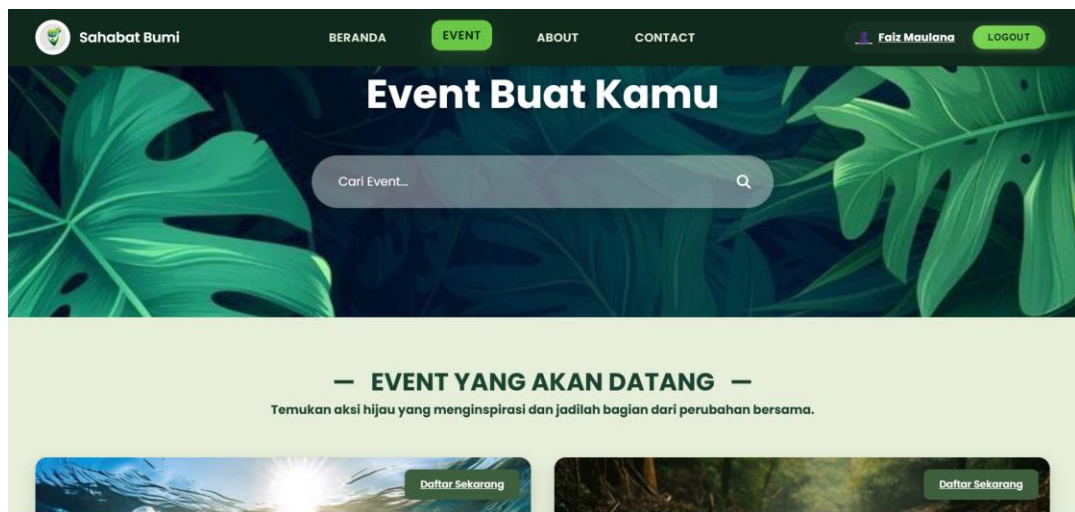 Sahabat Bumi
BERANDA
EVENT
ABOUT
CONTACT
Faiz Maulana
LOGOUT
Event Buat Kamu
Cari Event...
— EVENT YANG AKAN DATANG —
Temukan aksi hijau yang menginspirasi dan jadilah bagian dari perubahan bersama.
Daftar Sekarang
Daftar Sekarang